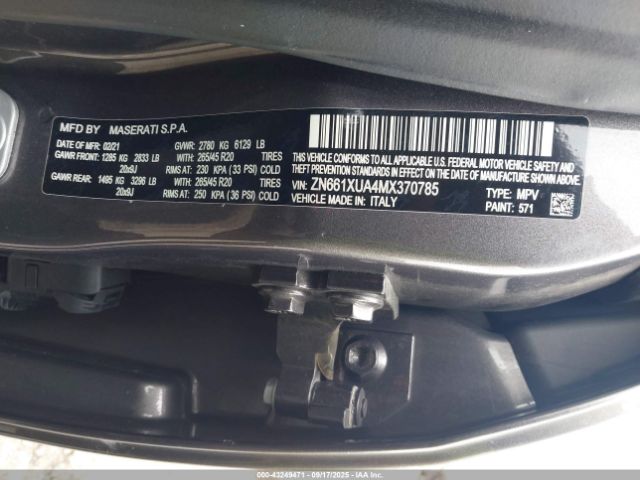 MFD BY MASERATI S.P.A.
DATE OF MFR: 02/21 GVWR: 2780 KG 6129 LB
GAWR FRONT: 1285 KG 2833 LB WITH: 265/45 R20 TIRES
20x9J RIMS AT: 230 KPA (33 PSI) COLD
GAWR REAR: 1495 KG 3296 LB WITH: 265/45 R20 TIRES
20x9J RIMS AT: 250 KPA (36 PSI) COLD
THIS VEHICLE CONFORMS TO ALL APPLICABLE FEDERAL MOTOR VEHICLE SAFETY AND
THEFT PREVENTION STANDARDS IN EFFECT ON THE DATE OF MANUFACTURE SHOWN ABOVE
VIN: ZN661XUA4MX370785 TYPE: MPV
VEHICLE MADE IN: ITALY PAINT: 571
000-43249471 - 09/17/2025 - IAAI.COM